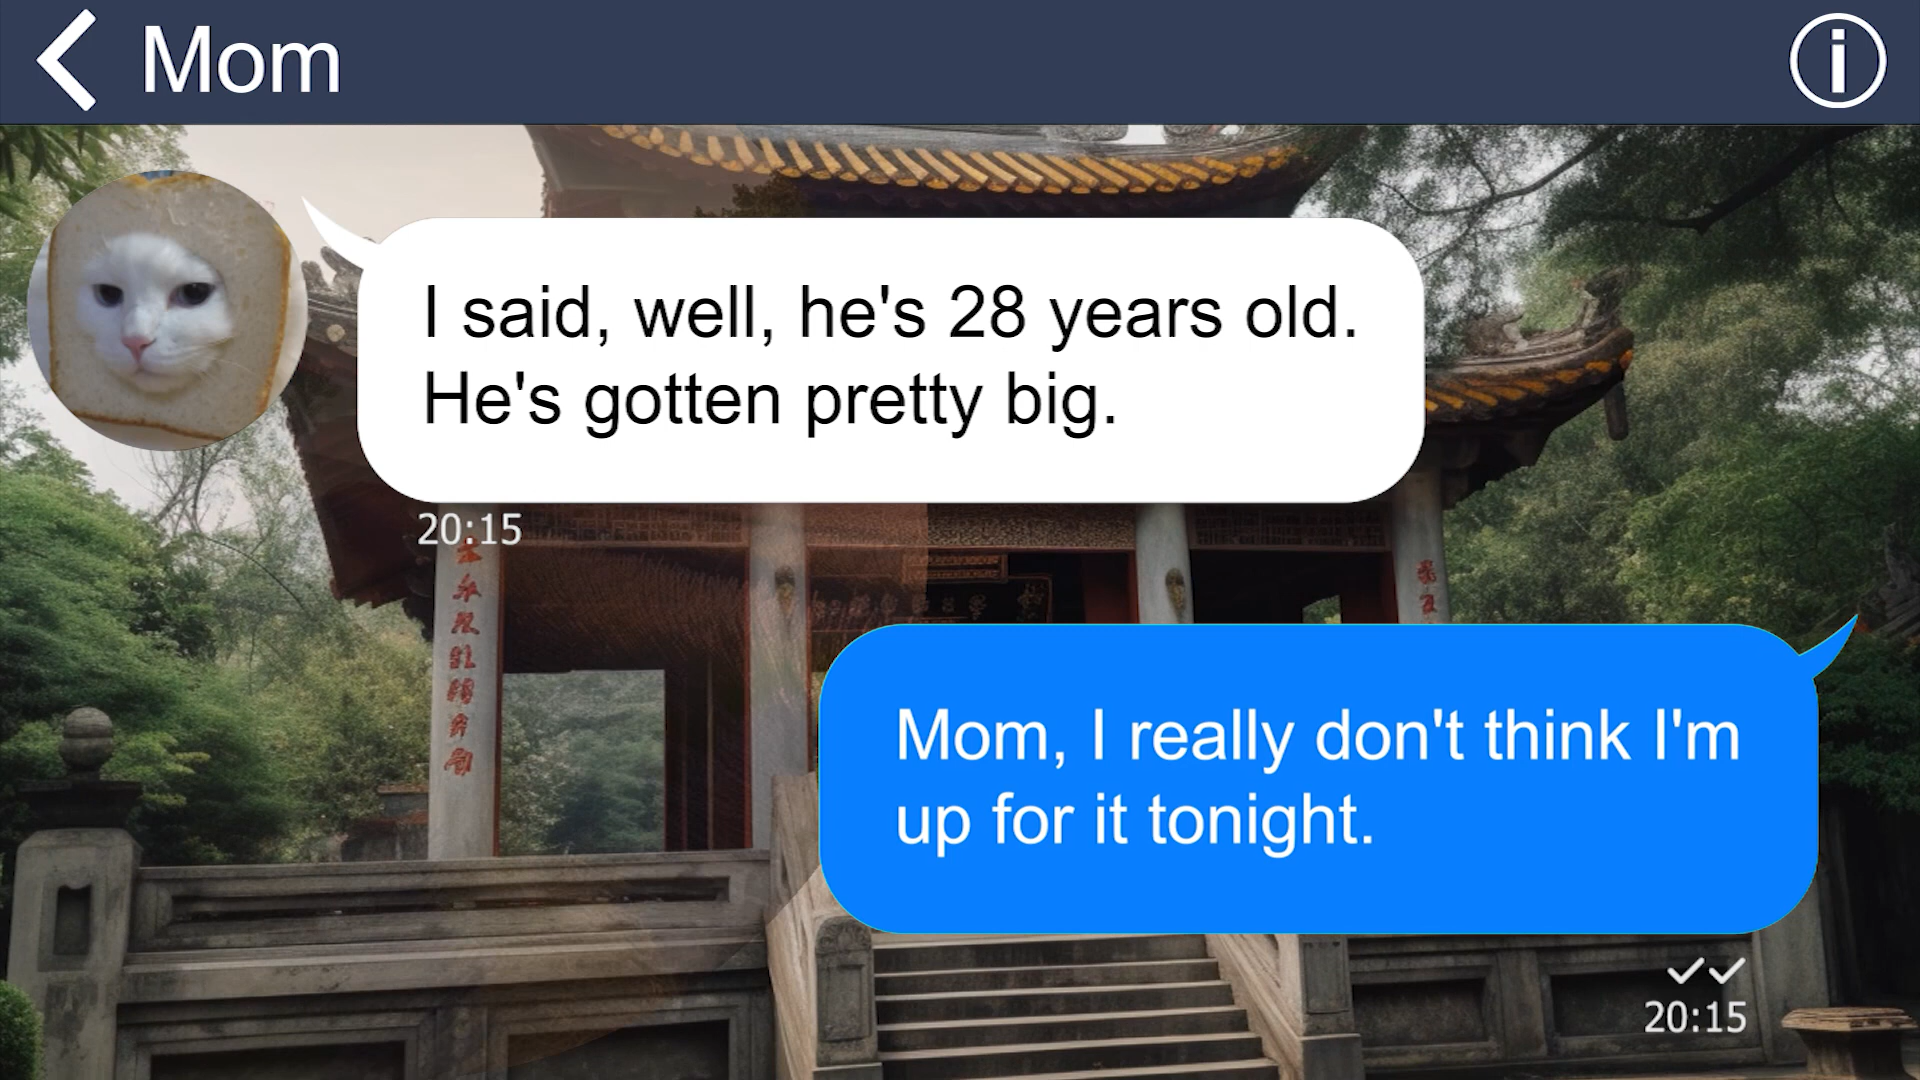 Mom
I said, well, he's 28 years old.
He's gotten pretty big.
20:15
Mom, I really don't think I'm
up for it tonight.
20:15